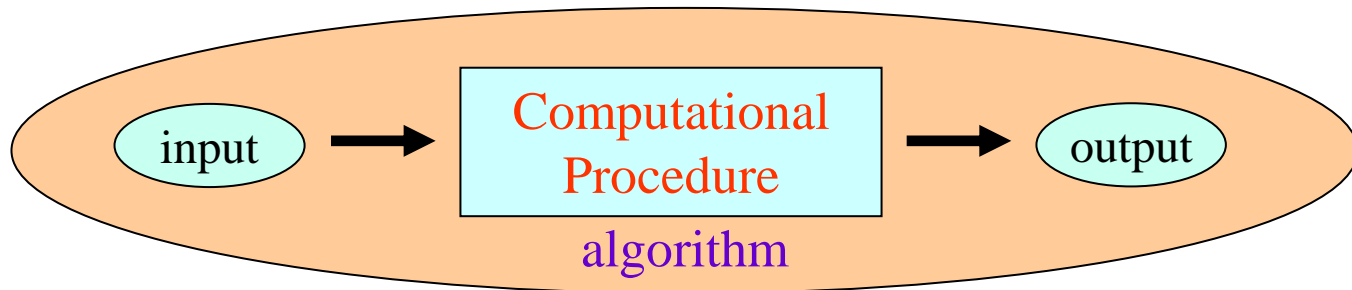 input
Computational
Procedure
output
algorithm